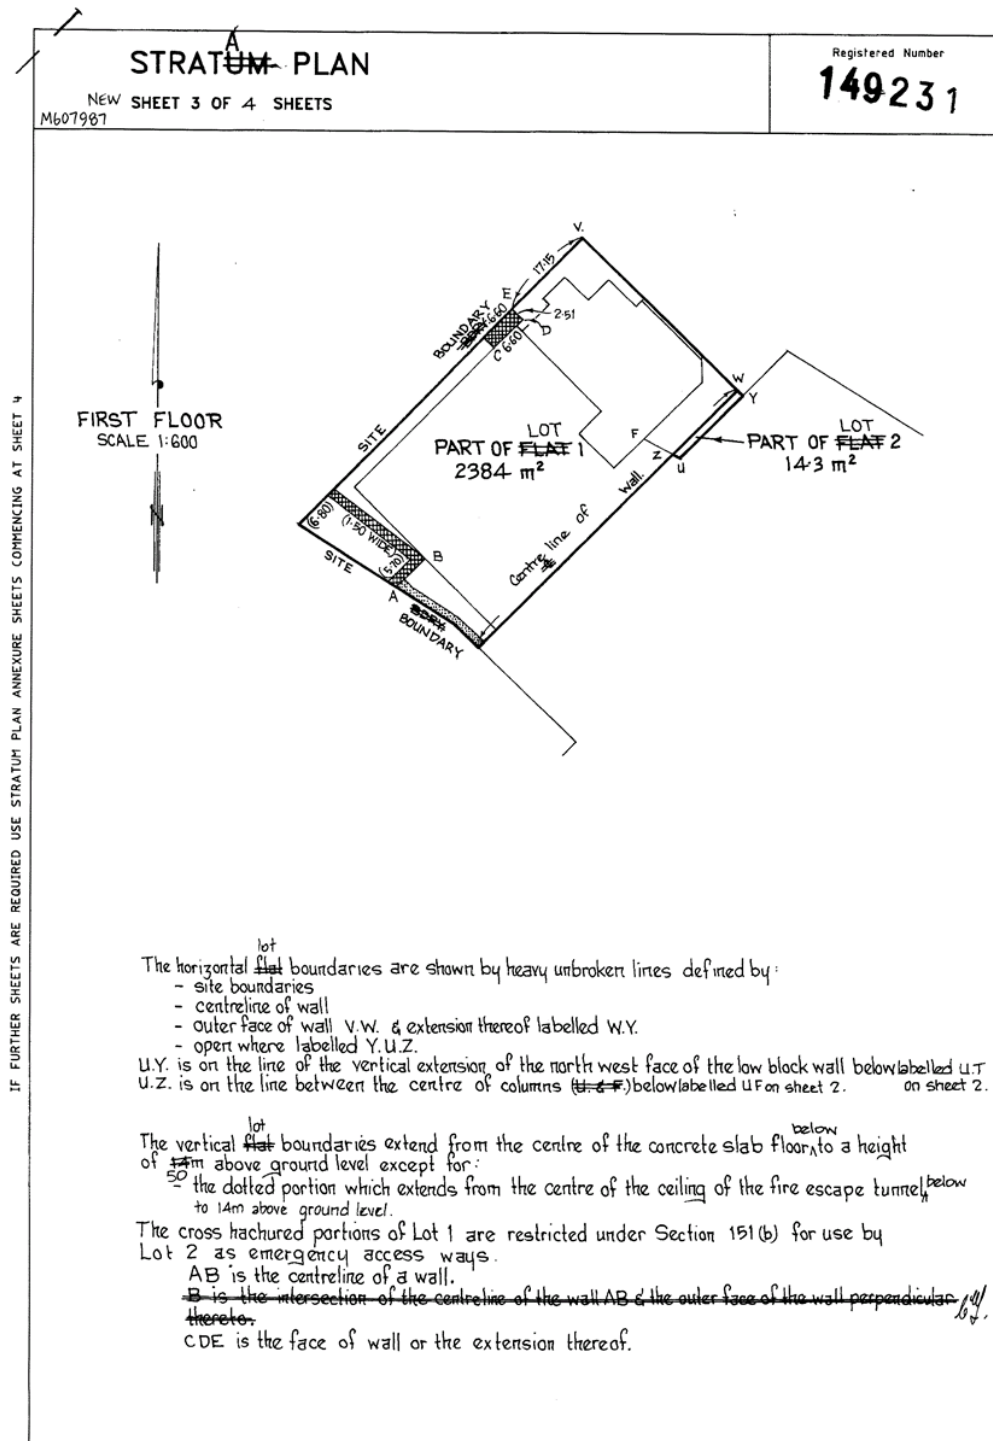 STRATUM PLAN
A
NEW SHEET 3 OF 4 SHEETS
M607987
Registered Number
149231
V.
17·15
E
BOUNDARY
BDRY.
6·60
2·51
D
C 6·60
W
Y
FIRST FLOOR
SCALE 1:600
SITE
LOT
PART OF FLAT 1
2384 m²
F
Z
U
LOT
PART OF FLAT 2
14·3 m²
Centre line of wall.
(6·80)
(1·50 WIDE)
(5·70)
B
A
SITE
BDRY.
BOUNDARY
IF FURTHER SHEETS ARE REQUIRED USE STRATUM PLAN ANNEXURE SHEETS COMMENCING AT SHEET 4
lot
The horizontal flat boundaries are shown by heavy unbroken lines defined by:
- site boundaries
- centreline of wall
- outer face of wall V.W. & extension thereof labelled W.Y.
- open where labelled Y.U.Z.
U.Y. is on the line of the vertical extension of the north west face of the low block wall below labelled U.T
on sheet 2.
U.Z. is on the line between the centre of columns (U. & F.) below labelled UF on sheet 2.
lot
below
The vertical flat boundaries extend from the centre of the concrete slab floor to a height
of 14m above ground level except for:
50
- the dotted portion which extends from the centre of the ceiling of the fire escape tunnel, below
to 14m above ground level.
The cross hachured portions of Lot 1 are restricted under Section 151(b) for use by
Lot 2 as emergency access ways.
AB is the centreline of a wall.
B is the intersection of the centreline of the wall AB & the outer face of the wall perpendicular
thereto.
CDE is the face of wall or the extension thereof.